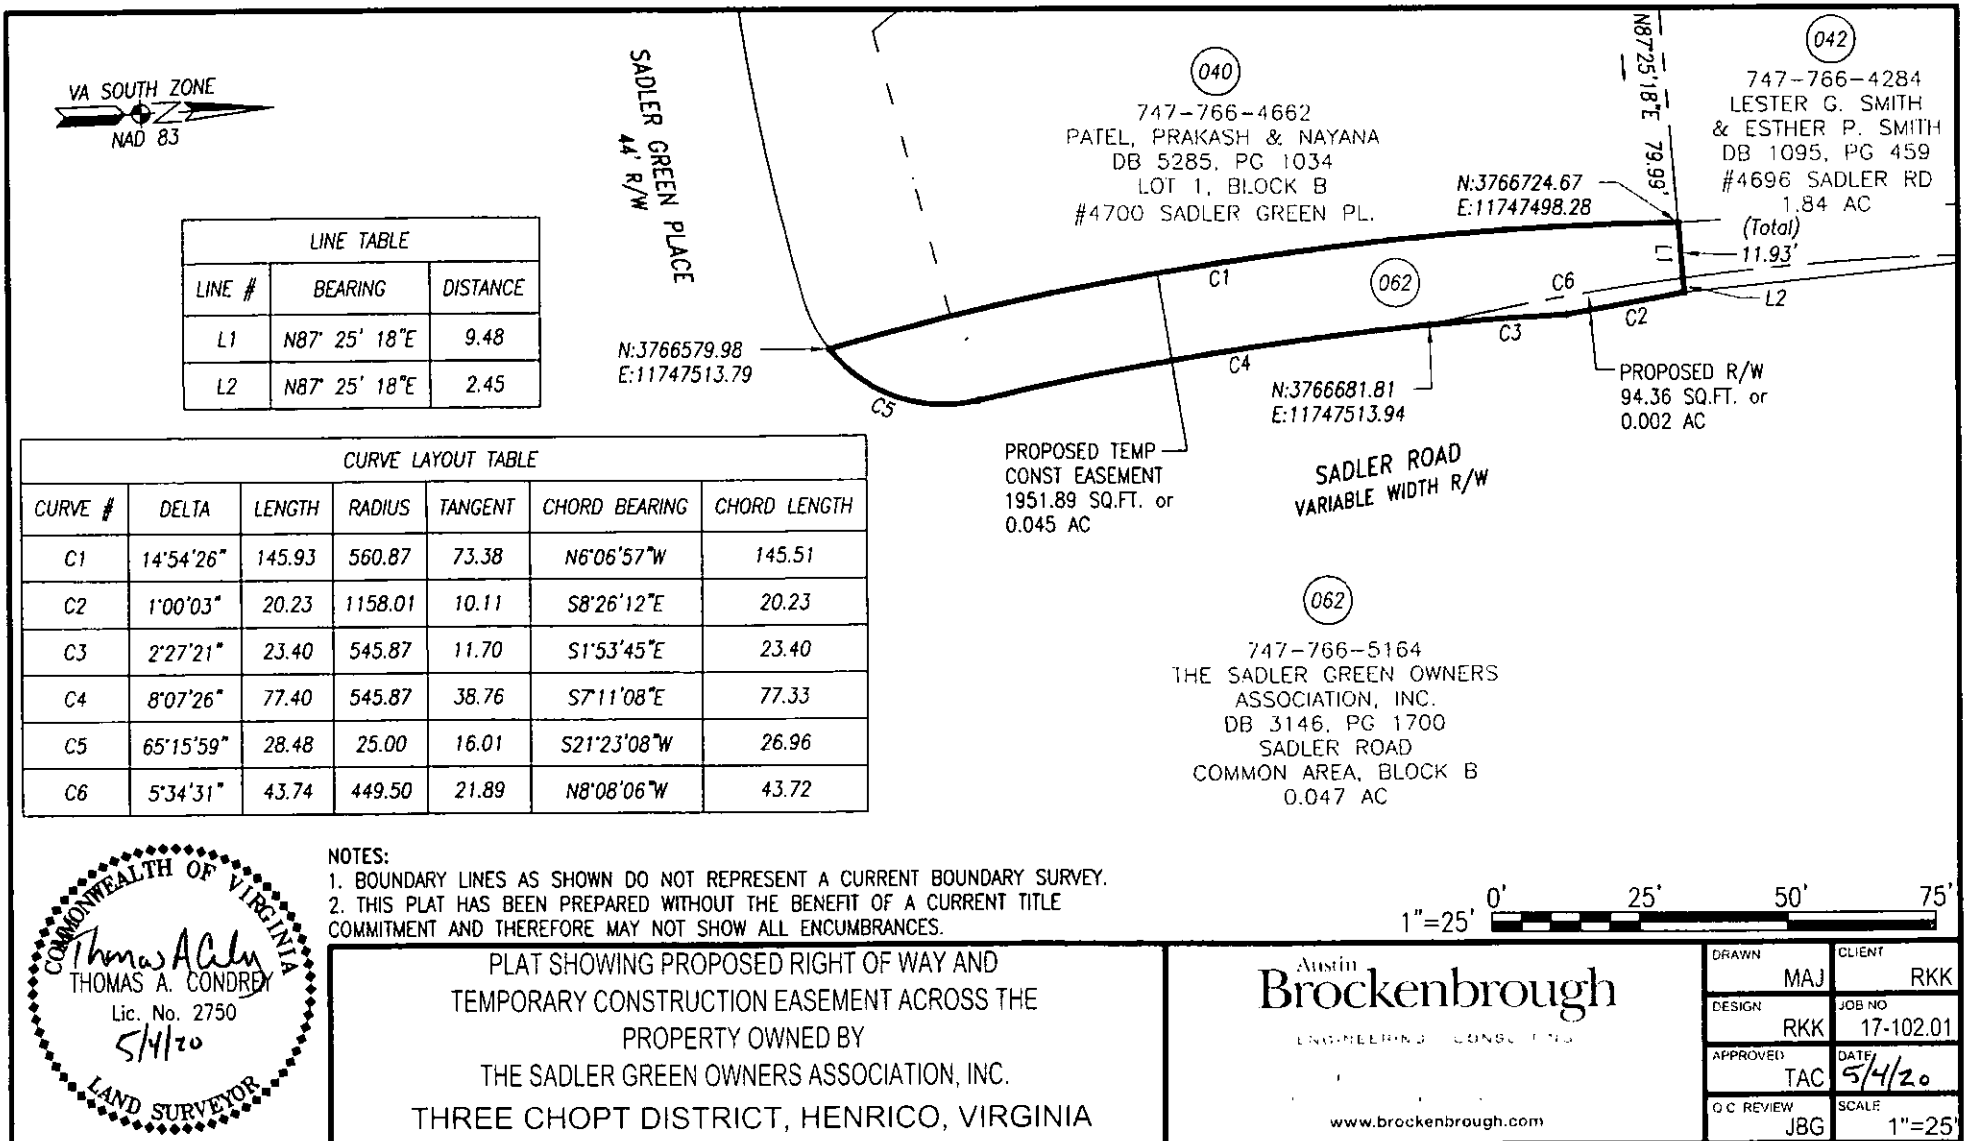 VA SOUTH ZONE
N
NAD 83
SADLER GREEN PLACE
44' R/W
040
747-766-4662
PATEL, PRAKASH & NAYANA
DB 5285, PG 1034
LOT 1, BLOCK B
#4700 SADLER GREEN PL.
N87°25'18"E 79.99'
042
747-766-4284
LESTER G. SMITH
& ESTHER P. SMITH
DB 1095, PG 459
#4696 SADLER RD
1.84 AC
N:3766724.67
E:11747498.28
(Total)
11.93'
L1
L2
C1
062
C6
C2
C3
C4
C5
N:3766579.98
E:11747513.79
N:3766681.81
E:11747513.94
PROPOSED R/W
94.36 SQ.FT. or
0.002 AC
PROPOSED TEMP
CONST EASEMENT
1951.89 SQ.FT. or
0.045 AC
SADLER ROAD
VARIABLE WIDTH R/W
LINE TABLE
LINE # BEARING DISTANCE
L1 N87° 25' 18"E 9.48
L2 N87° 25' 18"E 2.45
CURVE LAYOUT TABLE
CURVE # DELTA LENGTH RADIUS TANGENT CHORD BEARING CHORD LENGTH
C1 14°54'26" 145.93 560.87 73.38 N6°06'57"W 145.51
C2 1°00'03" 20.23 1158.01 10.11 S8°26'12"E 20.23
C3 2°27'21" 23.40 545.87 11.70 S1°53'45"E 23.40
C4 8°07'26" 77.40 545.87 38.76 S7°11'08"E 77.33
C5 65°15'59" 28.48 25.00 16.01 S21°23'08"W 26.96
C6 5°34'31" 43.74 449.50 21.89 N8°08'06"W 43.72
062
747-766-5164
THE SADLER GREEN OWNERS
ASSOCIATION, INC.
DB 3146, PG 1700
SADLER ROAD
COMMON AREA, BLOCK B
0.047 AC
COMMONWEALTH OF VIRGINIA
THOMAS A. CONDREY
Lic. No. 2750
5/4/20
LAND SURVEYOR
NOTES:
1. BOUNDARY LINES AS SHOWN DO NOT REPRESENT A CURRENT BOUNDARY SURVEY.
2. THIS PLAT HAS BEEN PREPARED WITHOUT THE BENEFIT OF A CURRENT TITLE
COMMITMENT AND THEREFORE MAY NOT SHOW ALL ENCUMBRANCES.
1"=25'
0' 25' 50' 75'
PLAT SHOWING PROPOSED RIGHT OF WAY AND
TEMPORARY CONSTRUCTION EASEMENT ACROSS THE
PROPERTY OWNED BY
THE SADLER GREEN OWNERS ASSOCIATION, INC.
THREE CHOPT DISTRICT, HENRICO, VIRGINIA
Austin
Brockenbrough
ENGINEERING
www.brockenbrough.com
DRAWN MAJ
CLIENT RKK
DESIGN RKK
JOB NO 17-102.01
APPROVED TAC
DATE 5/4/20
Q.C. REVIEW JBG
SCALE 1"=25'